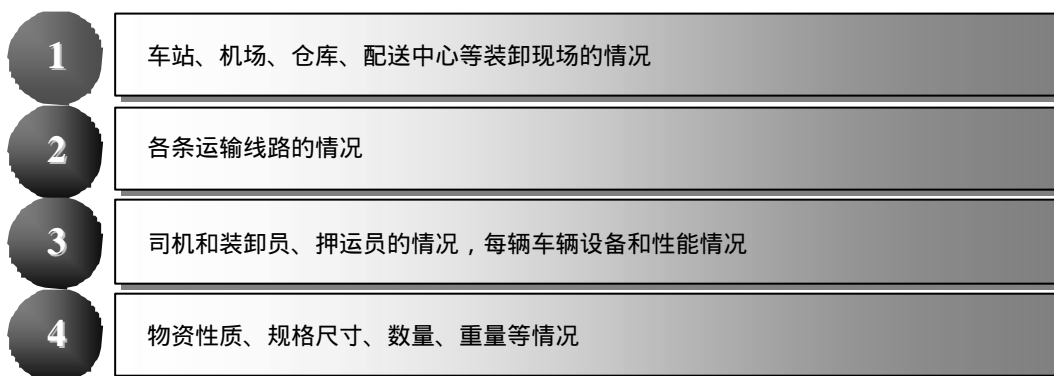 1 车站、机场、仓库、配送中心等装卸现场的情况
2 各条运输线路的情况
3 司机和装卸员、押运员的情况，每辆车辆设备和性能情况
4 物资性质、规格尺寸、数量、重量等情况